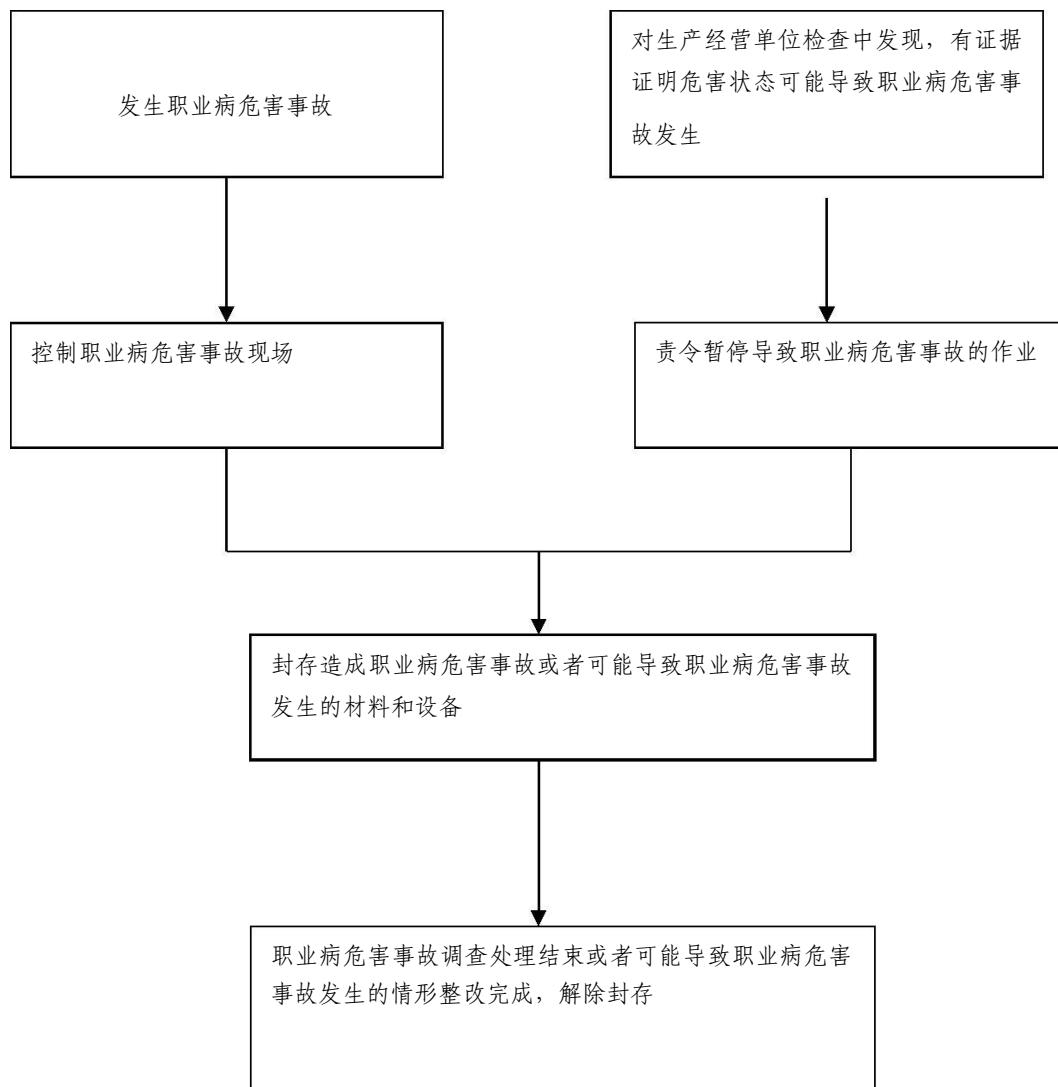 发生职业病危害事故
对生产经营单位检查中发现，有证据
证明危害状态可能导致职业病危害事
故发生
控制职业病危害事故现场
责令暂停导致职业病危害事故的作业
封存造成职业病危害事故或者可能导致职业病危害事故
发生的材料和设备
职业病危害事故调查处理结束或者可能导致职业病危害
事故发生的情形整改完成，解除封存